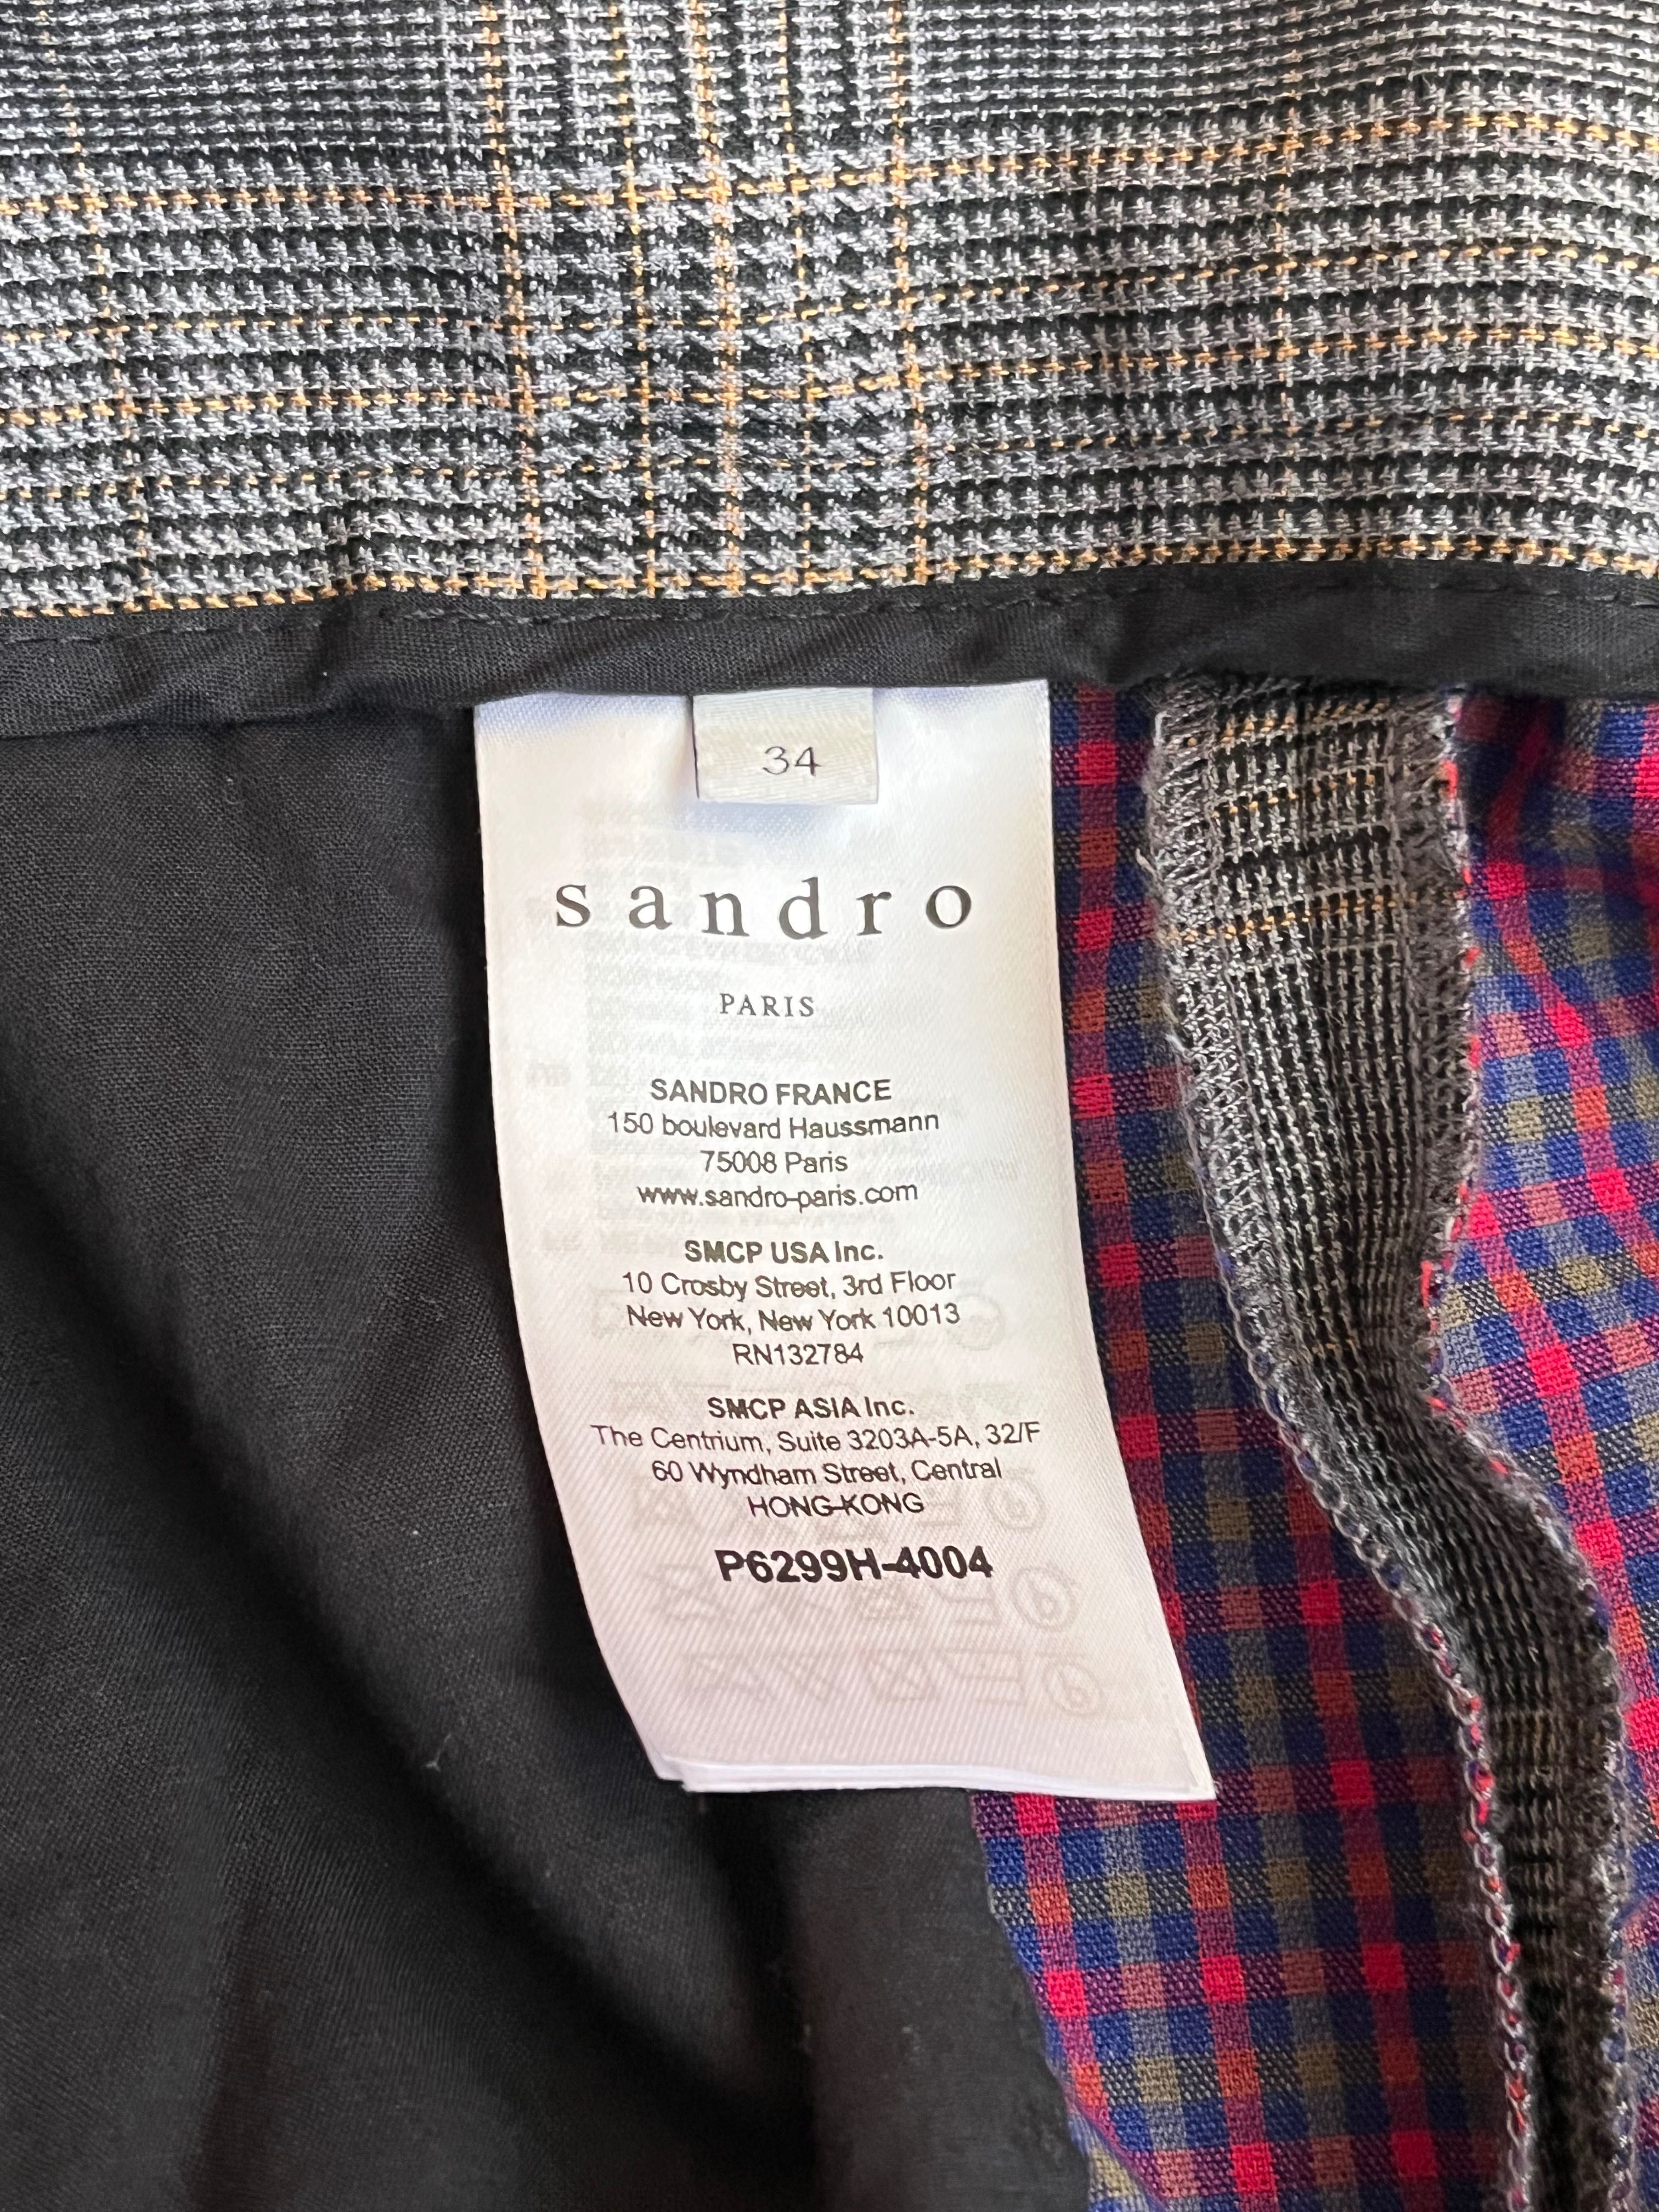 34
sandro
PARIS
SANDRO FRANCE
150 boulevard Haussmann
75008 Paris
www.sandro-paris.com
SMCP USA Inc.
10 Crosby Street, 3rd Floor
New York, New York 10013
RN132784
SMCP ASIA Inc.
The Centrium, Suite 3203A-5A, 32/F
60 Wyndham Street, Central
HONG-KONG
P6299H-4004